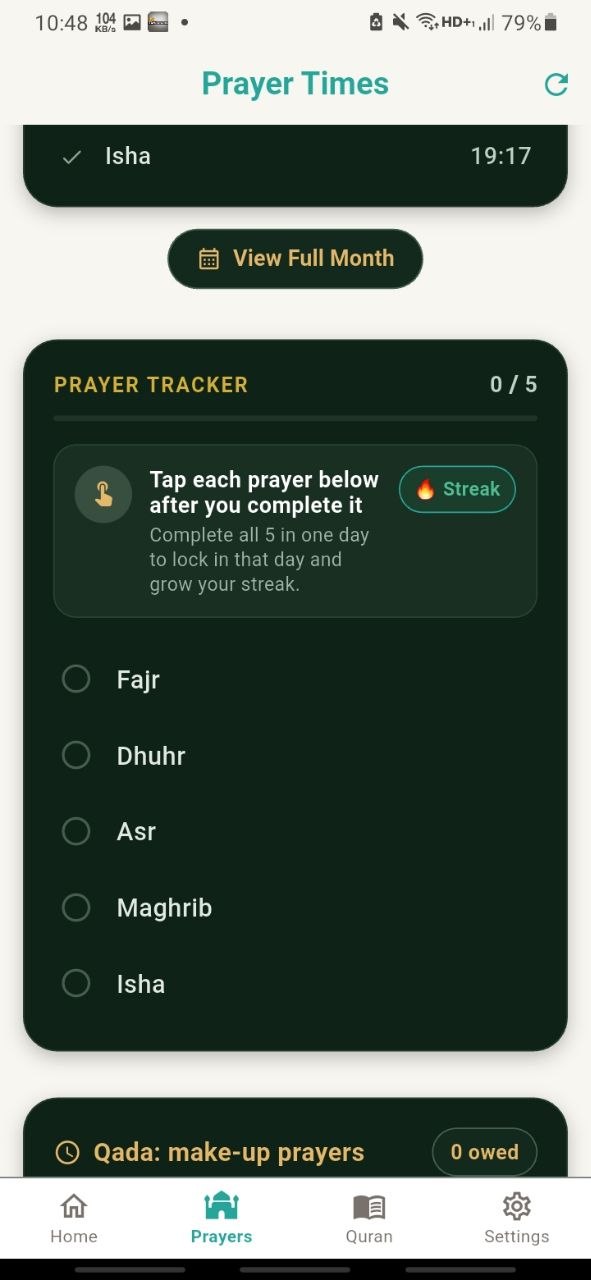 10:48 104 KB/s HD+ 79%
Prayer Times
Isha 19:17
View Full Month
PRAYER TRACKER 0 / 5
Tap each prayer below
after you complete it
🔥 Streak
Complete all 5 in one day
to lock in that day and
grow your streak.
Fajr
Dhuhr
Asr
Maghrib
Isha
Qada: make-up prayers 0 owed
Home Prayers Quran Settings